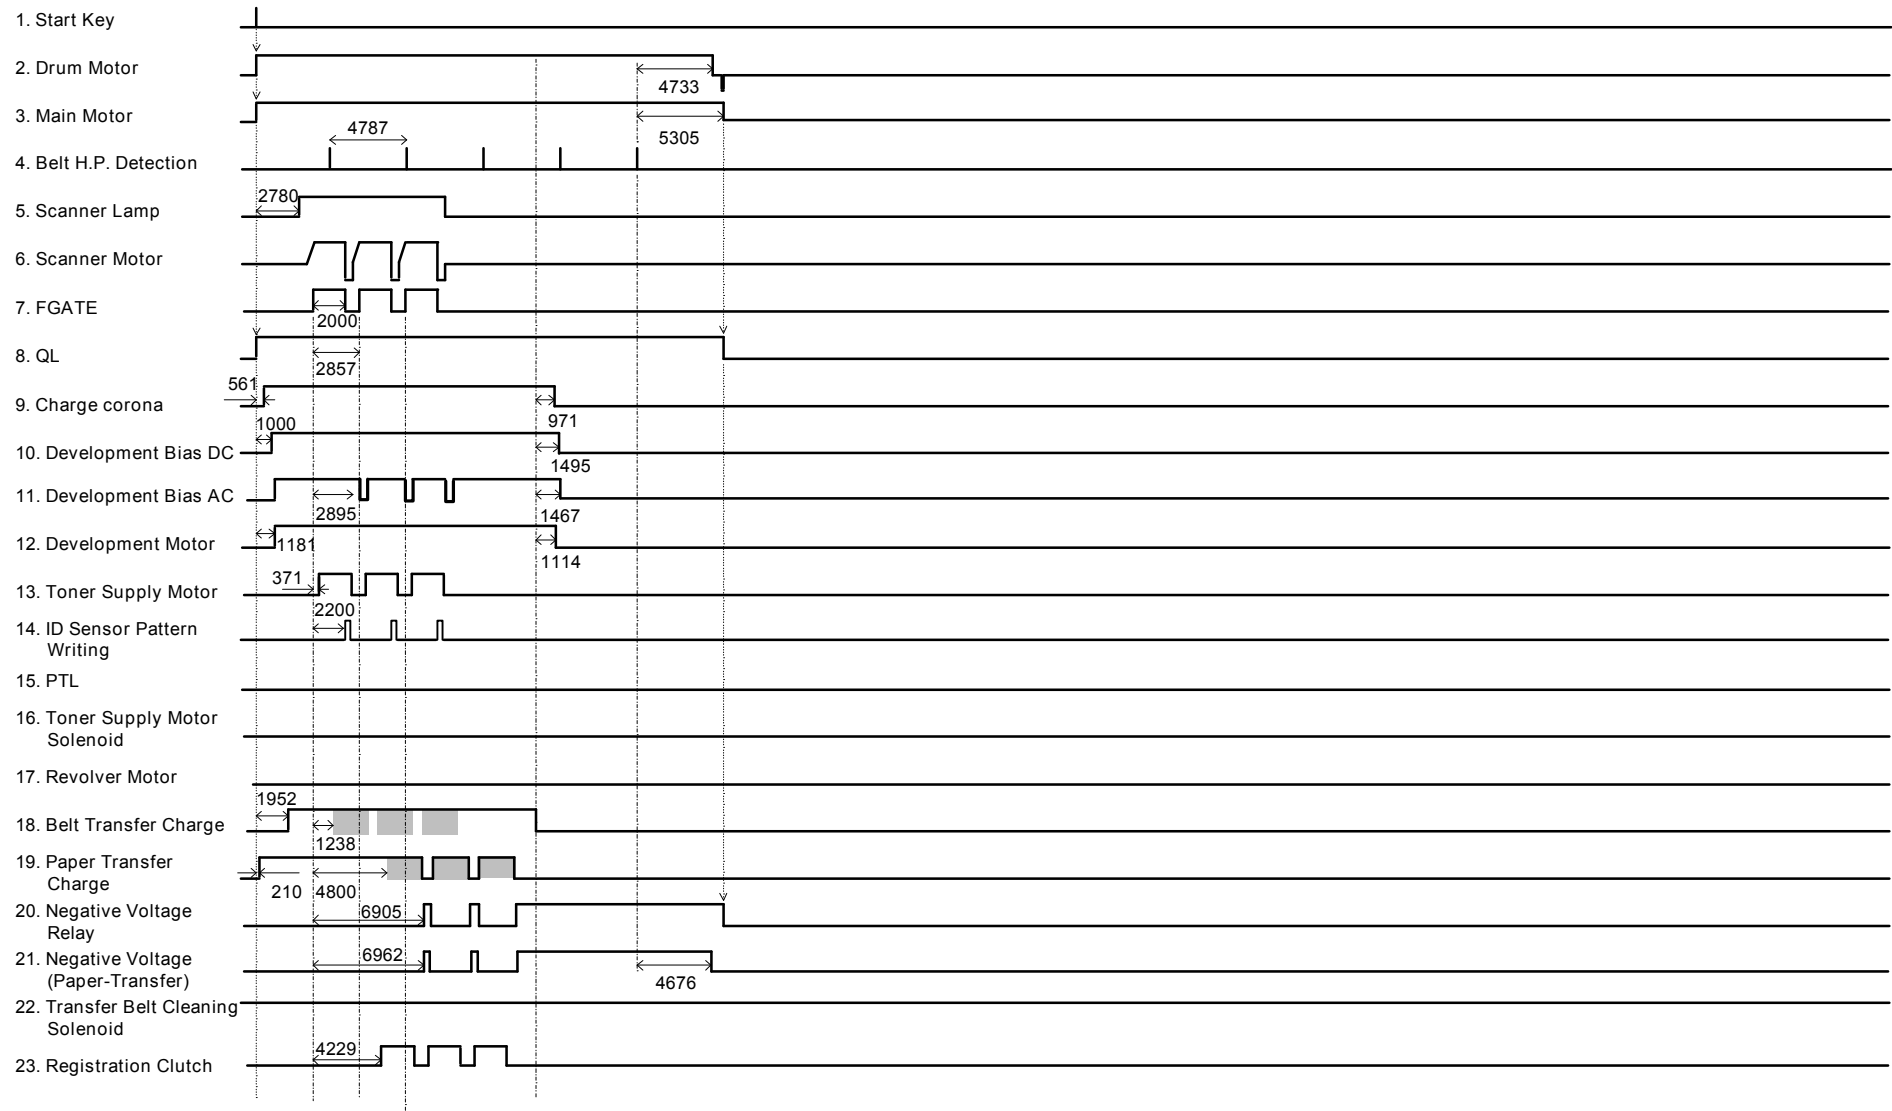 1. Start Key
2. Drum Motor
4733
3. Main Motor
4787
5305
4. Belt H.P. Detection
2780
5. Scanner Lamp
6. Scanner Motor
7. FGATE
2000
8. QL
2857
561
9. Charge corona
971
1000
10. Development Bias DC
1495
11. Development Bias AC
2895
1467
12. Development Motor
1181
1114
371
13. Toner Supply Motor
2200
14. ID Sensor Pattern
Writing
15. PTL
16. Toner Supply Motor
Solenoid
17. Revolver Motor
1952
18. Belt Transfer Charge
1238
19. Paper Transfer
Charge
210
4800
20. Negative Voltage
Relay
6905
21. Negative Voltage
(Paper-Transfer)
6962
4676
22. Transfer Belt Cleaning
Solenoid
4229
23. Registration Clutch